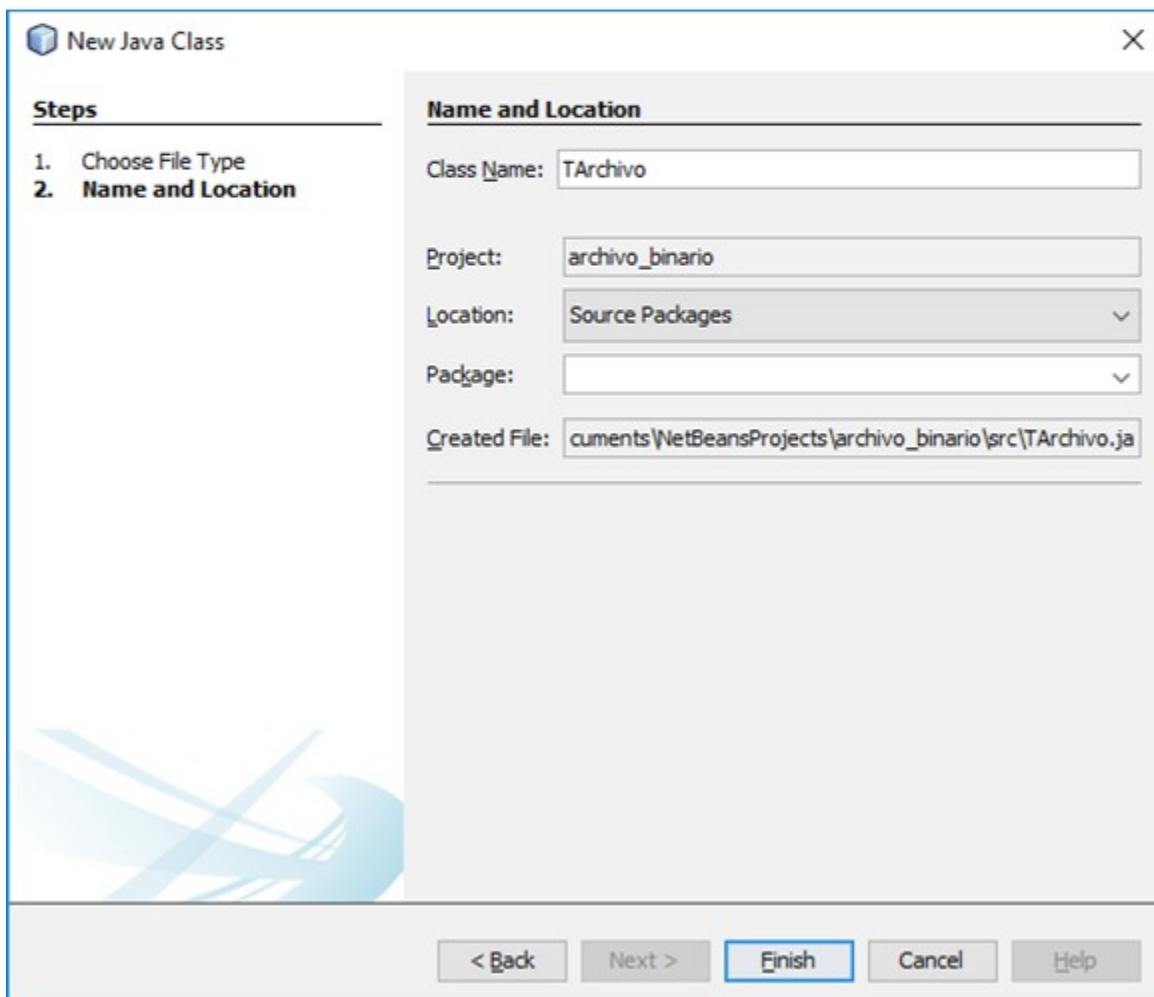 New Java Class
Steps
1. Choose File Type
2. Name and Location
Name and Location
Class Name: TArchivo
Project: archivo_binario
Location: Source Packages
Package:
Created File: cuments\NetBeansProjects\archivo_binario\src\TArchivo.ja
< Back Next > Finish Cancel Help